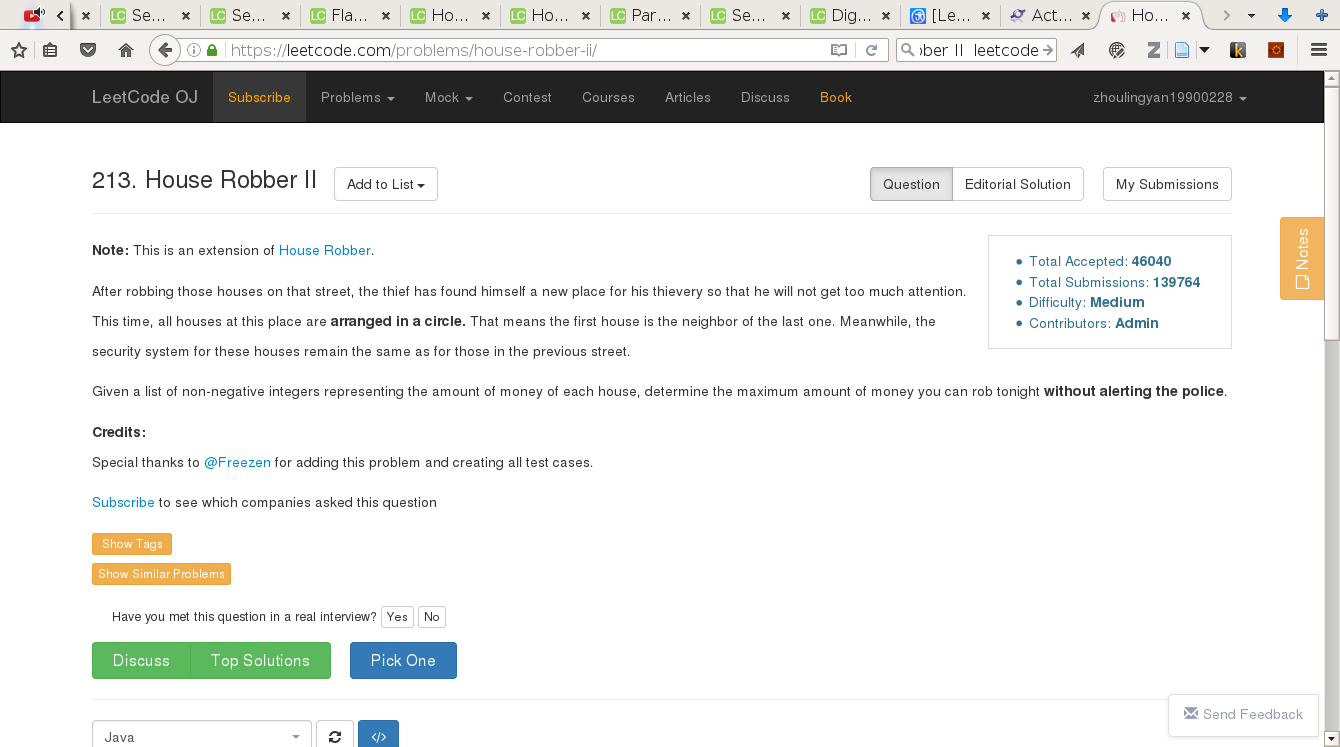 Se...
Se...
Fla...
Ho...
Ho...
Par...
Se...
Dig...
[Le...
Act...
Ho...
https://leetcode.com/problems/house-robber-ii/
ber II leetcode
LeetCode OJ
Subscribe
Problems
Mock
Contest
Courses
Articles
Discuss
Book
zhoulingyan19900228
213. House Robber II
Add to List
Question
Editorial Solution
My Submissions
Notes
Note: This is an extension of House Robber.
Total Accepted: 46040
Total Submissions: 139764
Difficulty: Medium
Contributors: Admin
After robbing those houses on that street, the thief has found himself a new place for his thievery so that he will not get too much attention.
This time, all houses at this place are arranged in a circle. That means the first house is the neighbor of the last one. Meanwhile, the
security system for these houses remain the same as for those in the previous street.
Given a list of non-negative integers representing the amount of money of each house, determine the maximum amount of money you can rob tonight without alerting the police.
Credits:
Special thanks to @Freezen for adding this problem and creating all test cases.
Subscribe to see which companies asked this question
Show Tags
Show Similar Problems
Have you met this question in a real interview? Yes No
Discuss
Top Solutions
Pick One
Send Feedback
Java